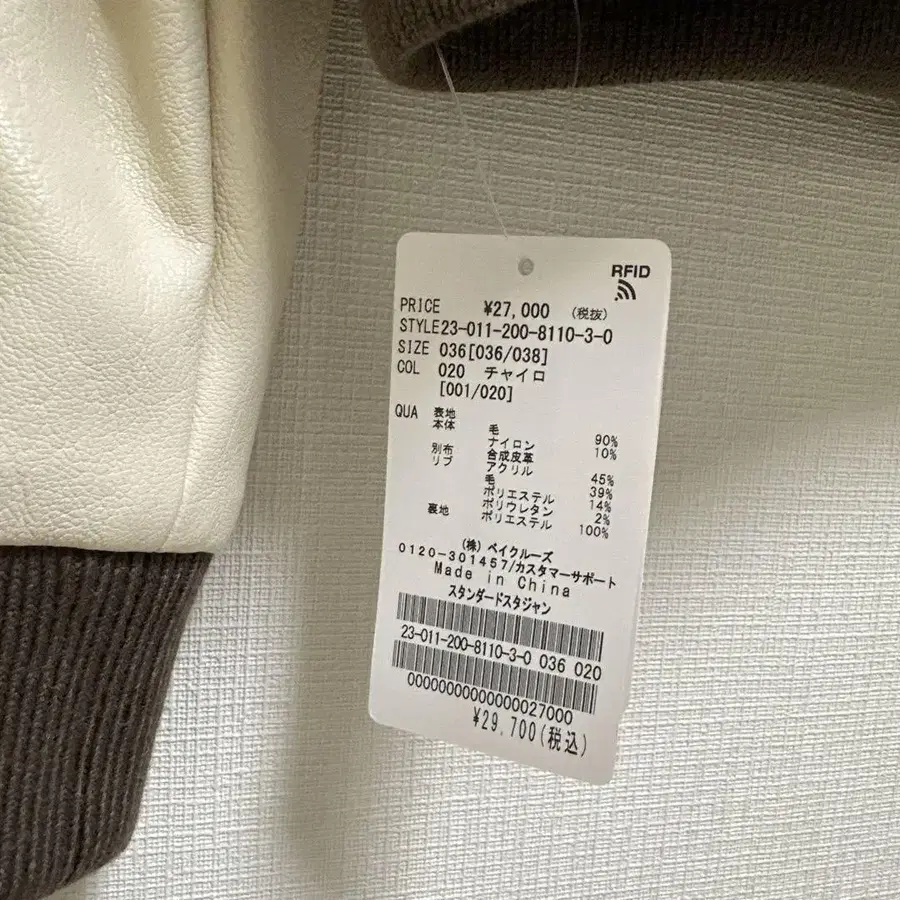 RFID
PRICE ¥27,000 (税抜)
STYLE23-011-200-8110-3-0
SIZE 036[036/038]
COL 020 チャイロ
[001/020]
QUA 表地
本体 毛 90%
ナイロン 10%
別布 合成皮革
リブ アクリル 45%
毛 39%
ポリエステル 14%
ポリウレタン 2%
裏地 ポリエステル 100%
(株)ベイクルーズ
0120-301457/カスタマーサポート
Made in China
スタンダードスタジャン
23-011-200-8110-3-0 036 020
00000000000000027000
¥29,700(税込)